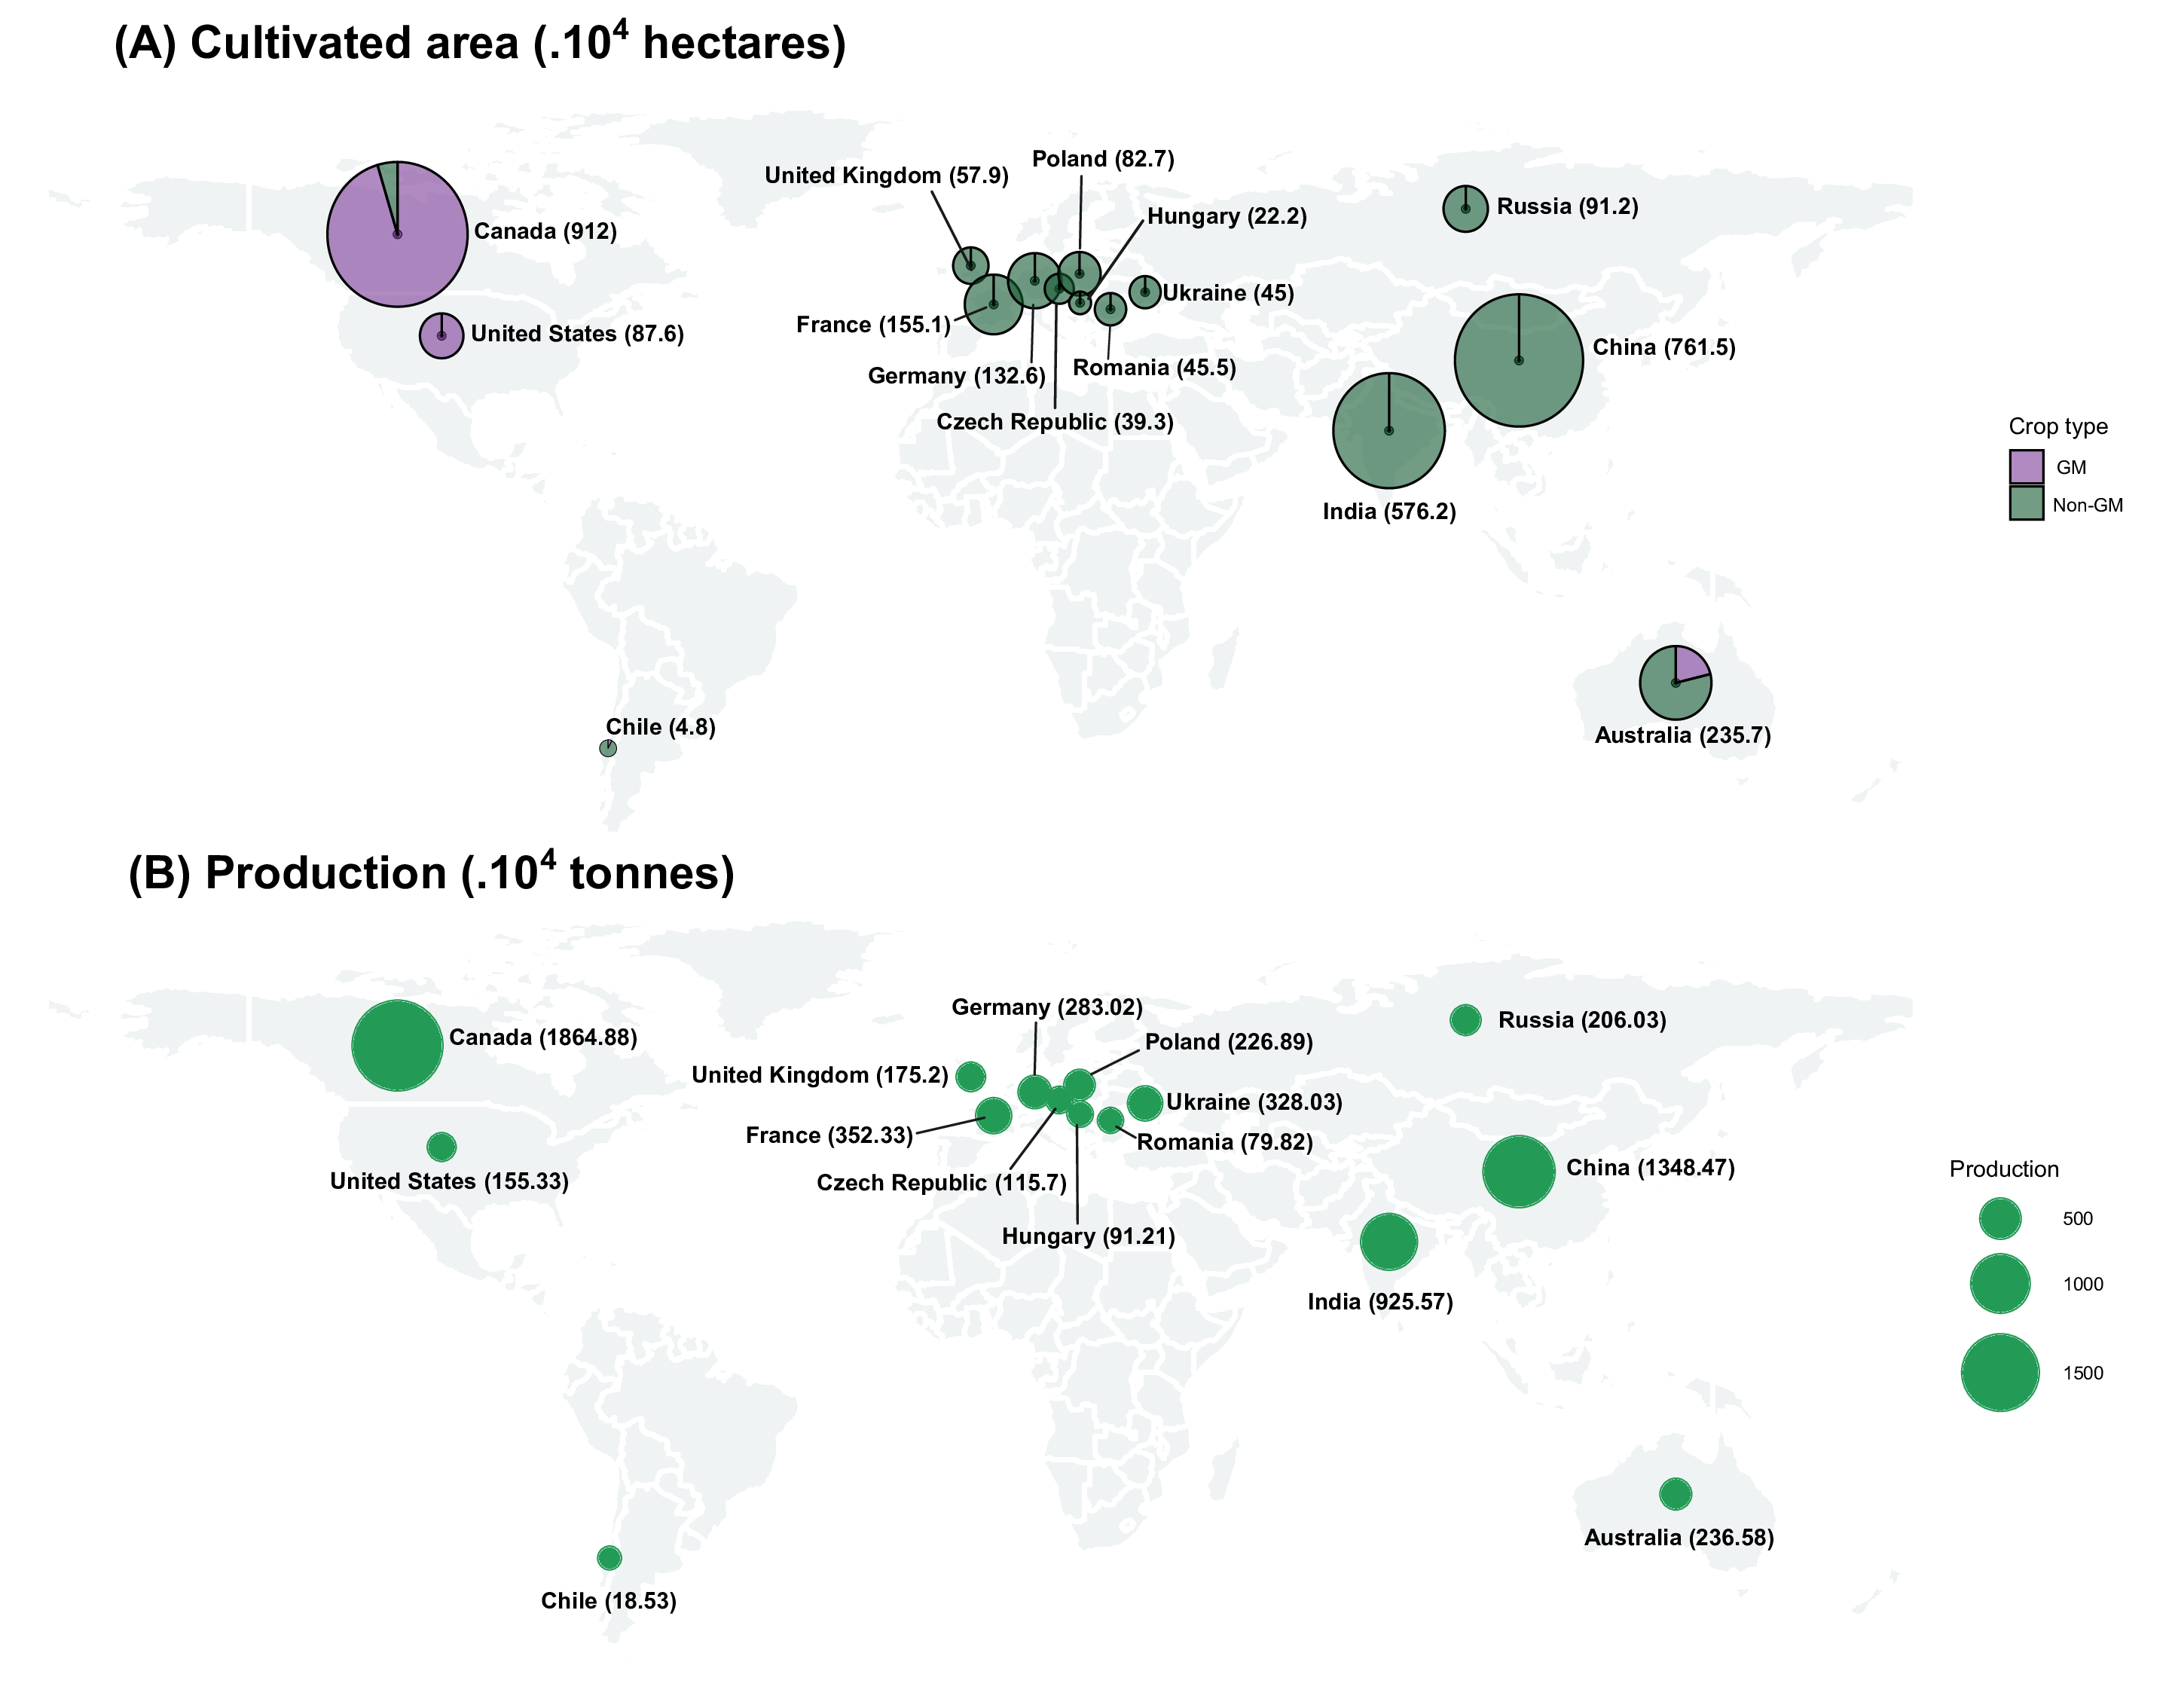 (A) Cultivated area (.10⁴ hectares)
Poland (82.7)
United Kingdom (57.9)
Russia (91.2)
Hungary (22.2)
Canada (912)
Ukraine (45)
France (155.1)
United States (87.6)
China (761.5)
Romania (45.5)
Germany (132.6)
Czech Republic (39.3)
Crop type
GM
Non-GM
India (576.2)
Chile (4.8)
Australia (235.7)
(B) Production (.10⁴ tonnes)
Germany (283.02)
Russia (206.03)
Canada (1864.88)
Poland (226.89)
United Kingdom (175.2)
Ukraine (328.03)
France (352.33)
Romania (79.82)
China (1348.47)
Production
United States (155.33)
Czech Republic (115.7)
500
Hungary (91.21)
1000
India (925.57)
1500
Australia (236.58)
Chile (18.53)